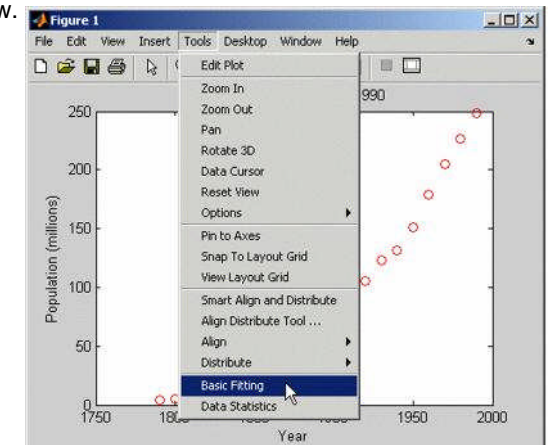 w.
Figure 1
File Edit View Insert Tools Desktop Window Help
Edit Plot
Zoom In
Zoom Out
Pan
Rotate 3D
Data Cursor
Reset View
Options
Pin to Axes
Snap To Layout Grid
View Layout Grid
Smart Align and Distribute
Align Distribute Tool ...
Align
Distribute
Basic Fitting
Data Statistics
990
250
200
150
100
50
0
Population (millions)
1750 1950 2000
Year